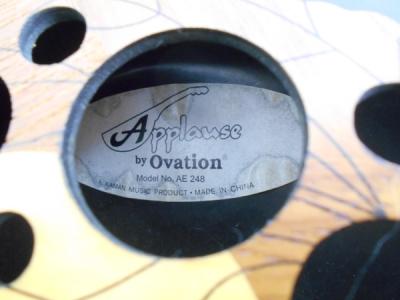 Applause
by Ovation®
Model No. AE 248
A KAMAN MUSIC PRODUCT • MADE IN CHINA